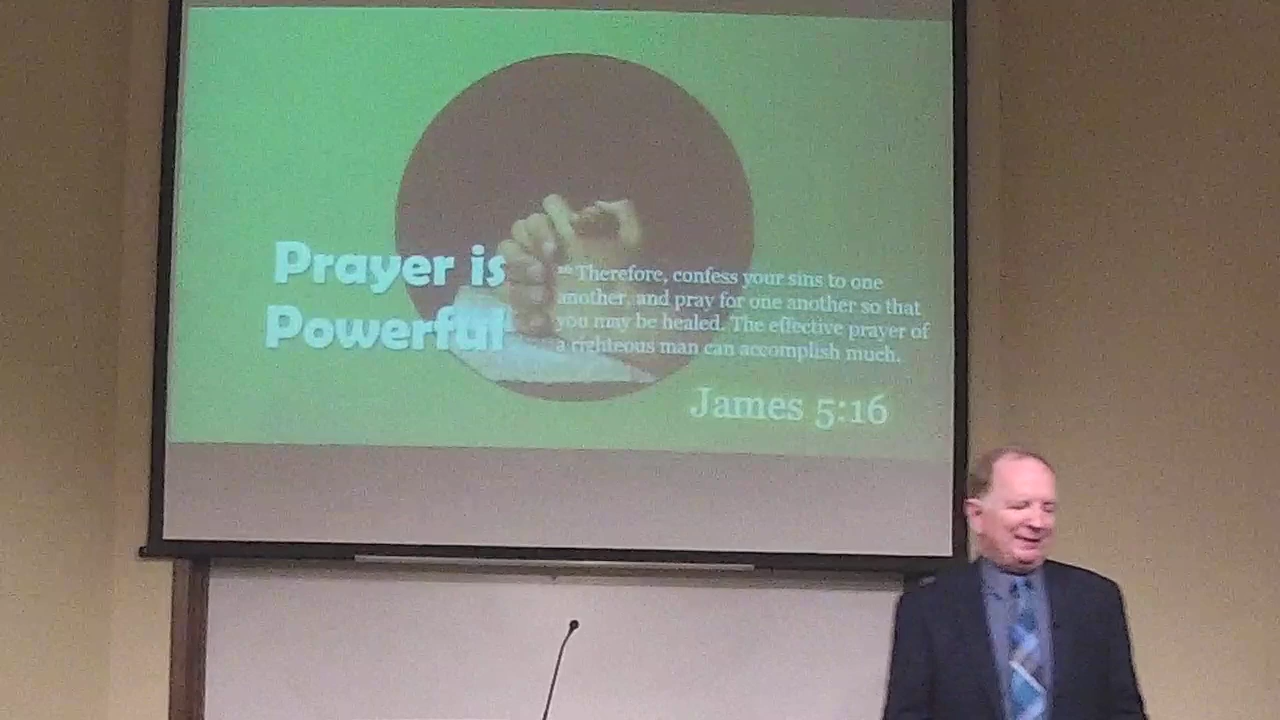 Prayer is
Powerful
16 Therefore, confess your sins to one
another, and pray for one another so that
you may be healed. The effective prayer of
a righteous man can accomplish much.
James 5:16